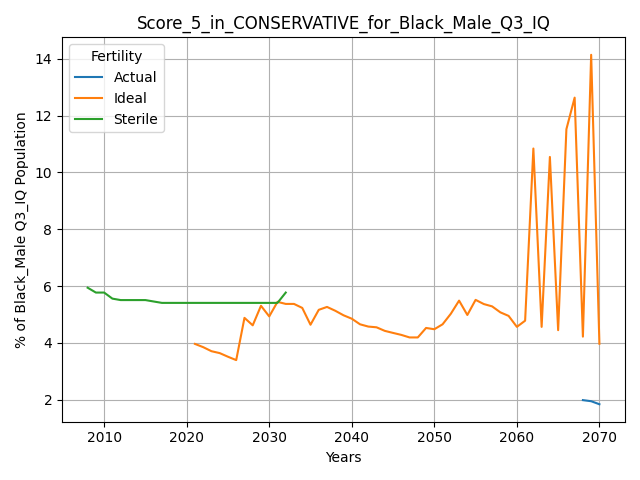 Score_5_in_CONSERVATIVE_for_Black_Male_Q3_IQ
Fertility
Actual
Ideal
Sterile
% of Black_Male Q3_IQ Population
14
12
10
8
6
4
2
2010 2020 2030 2040 2050 2060 2070
Years